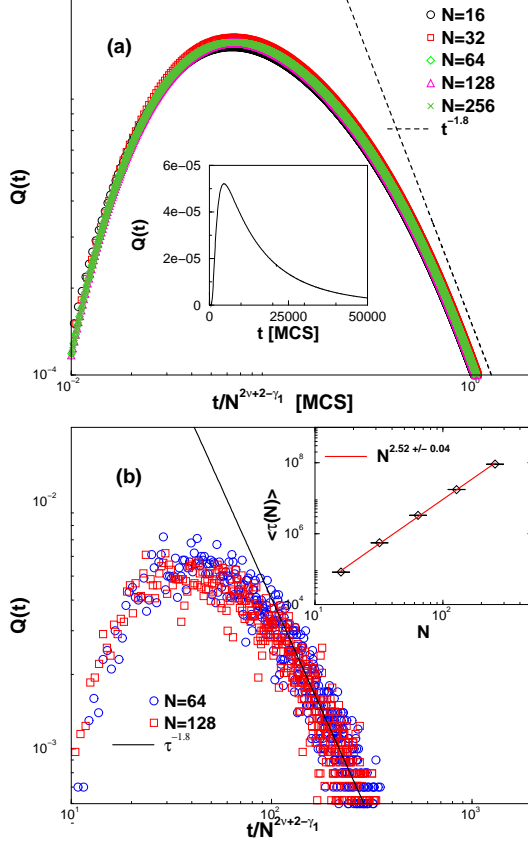 (a)
N=16
N=32
N=64
N=128
N=256
t^−1.8
Q(t)
6e−05
4e−05
2e−05
0e+00
Q(t)
0
25000
50000
t [MCS]
10^−4
10^−2
10^0
t/N^2ν+2−γ₁ [MCS]
(b)
10^−2
10^−3
Q(t)
N^2.52 +/− 0.04
<τ(N)>
10^8
10^6
10^4
10^1
10^2
N
N=64
N=128
τ^−1.8
10^1
10^2
10^3
t/N^2ν+2−γ₁